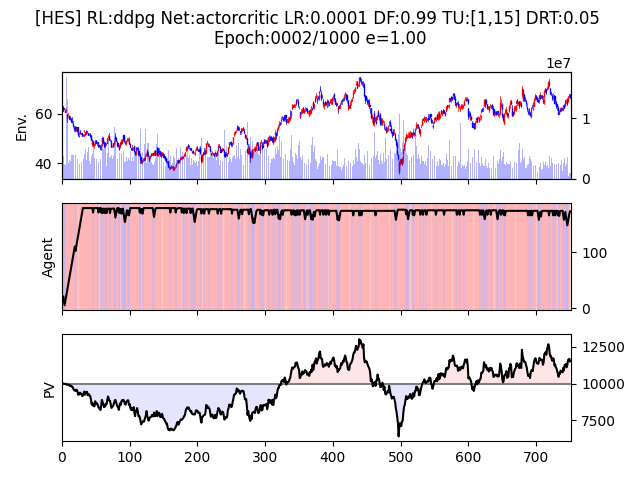 [HES] RL:ddpg Net:actorcritic LR:0.0001 DF:0.99 TU:[1,15] DRT:0.05
Epoch:0002/1000 e=1.00
1e7
Env.
60
40
1
0
Agent
100
0
PV
12500
10000
7500
0 100 200 300 400 500 600 700